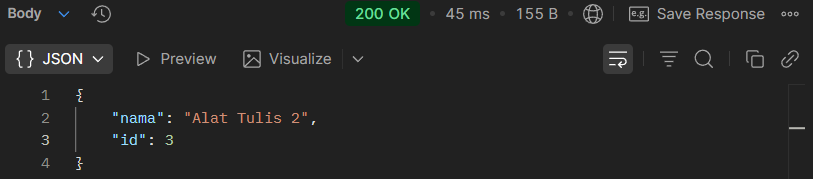 Body 200 OK • 45 ms • 155 B • e.g. Save Response
{} JSON Preview Visualize
1 {
2 "nama": "Alat Tulis 2",
3 "id": 3
4 }